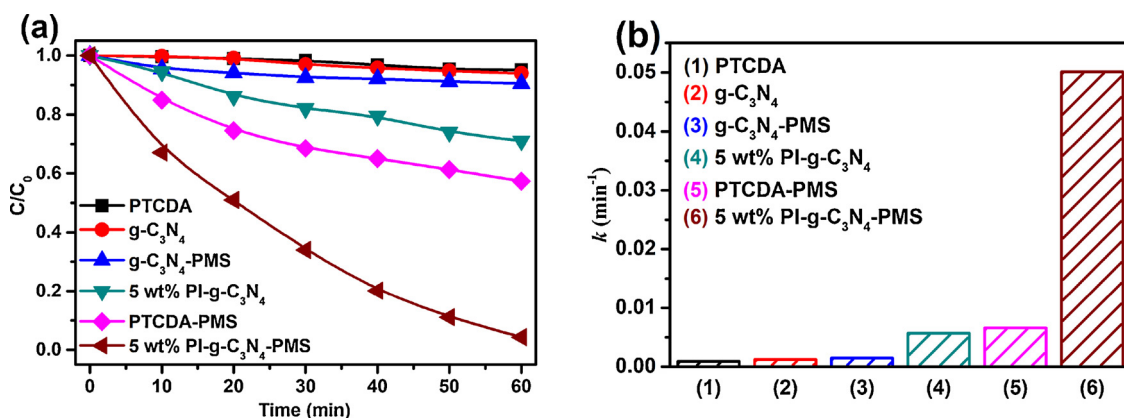 (a)
C/C₀
1.0
0.8
0.6
0.4
0.2
0.0
PTCDA
g-C₃N₄
g-C₃N₄-PMS
5 wt% PI-g-C₃N₄
PTCDA-PMS
5 wt% PI-g-C₃N₄-PMS
0 10 20 30 40 50 60
Time (min)
(b)
k (min⁻¹)
0.05
0.04
0.03
0.02
0.01
0.00
(1) PTCDA
(2) g-C₃N₄
(3) g-C₃N₄-PMS
(4) 5 wt% PI-g-C₃N₄
(5) PTCDA-PMS
(6) 5 wt% PI-g-C₃N₄-PMS
(1) (2) (3) (4) (5) (6)